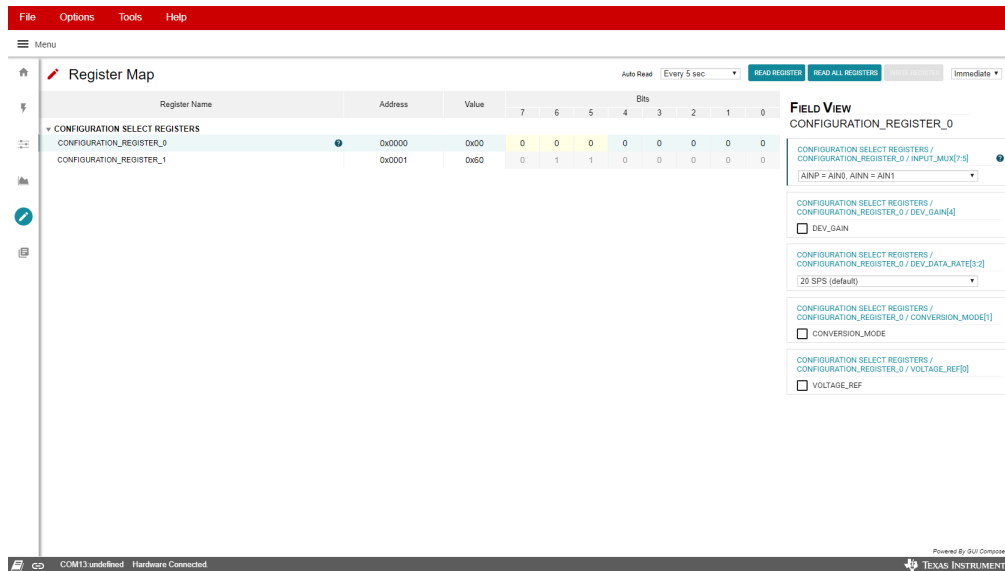 File Options Tools Help
Menu
Register Map
Auto Read Every 5 sec READ REGISTER READ ALL REGISTERS WRITE REGISTER Immediate
Register Name Address Value Bits
7 6 5 4 3 2 1 0
CONFIGURATION SELECT REGISTERS
CONFIGURATION_REGISTER_0 0x0000 0x00 0 0 0 0 0 0 0 0
CONFIGURATION_REGISTER_1 0x0001 0x60 0 1 1 0 0 0 0 0
FIELD VIEW
CONFIGURATION_REGISTER_0
CONFIGURATION SELECT REGISTERS /
CONFIGURATION_REGISTER_0 / INPUT_MUX[7:5]
AINP = AIN0, AINN = AIN1
CONFIGURATION SELECT REGISTERS /
CONFIGURATION_REGISTER_0 / DEV_GAIN[4]
DEV_GAIN
CONFIGURATION SELECT REGISTERS /
CONFIGURATION_REGISTER_0 / DEV_DATA_RATE[3:2]
20 SPS (default)
CONFIGURATION SELECT REGISTERS /
CONFIGURATION_REGISTER_0 / CONVERSION_MODE[1]
CONVERSION_MODE
CONFIGURATION SELECT REGISTERS /
CONFIGURATION_REGISTER_0 / VOLTAGE_REF[0]
VOLTAGE_REF
Powered By GUI Compose
COM13:undefined Hardware Connected.
TEXAS INSTRUMENT